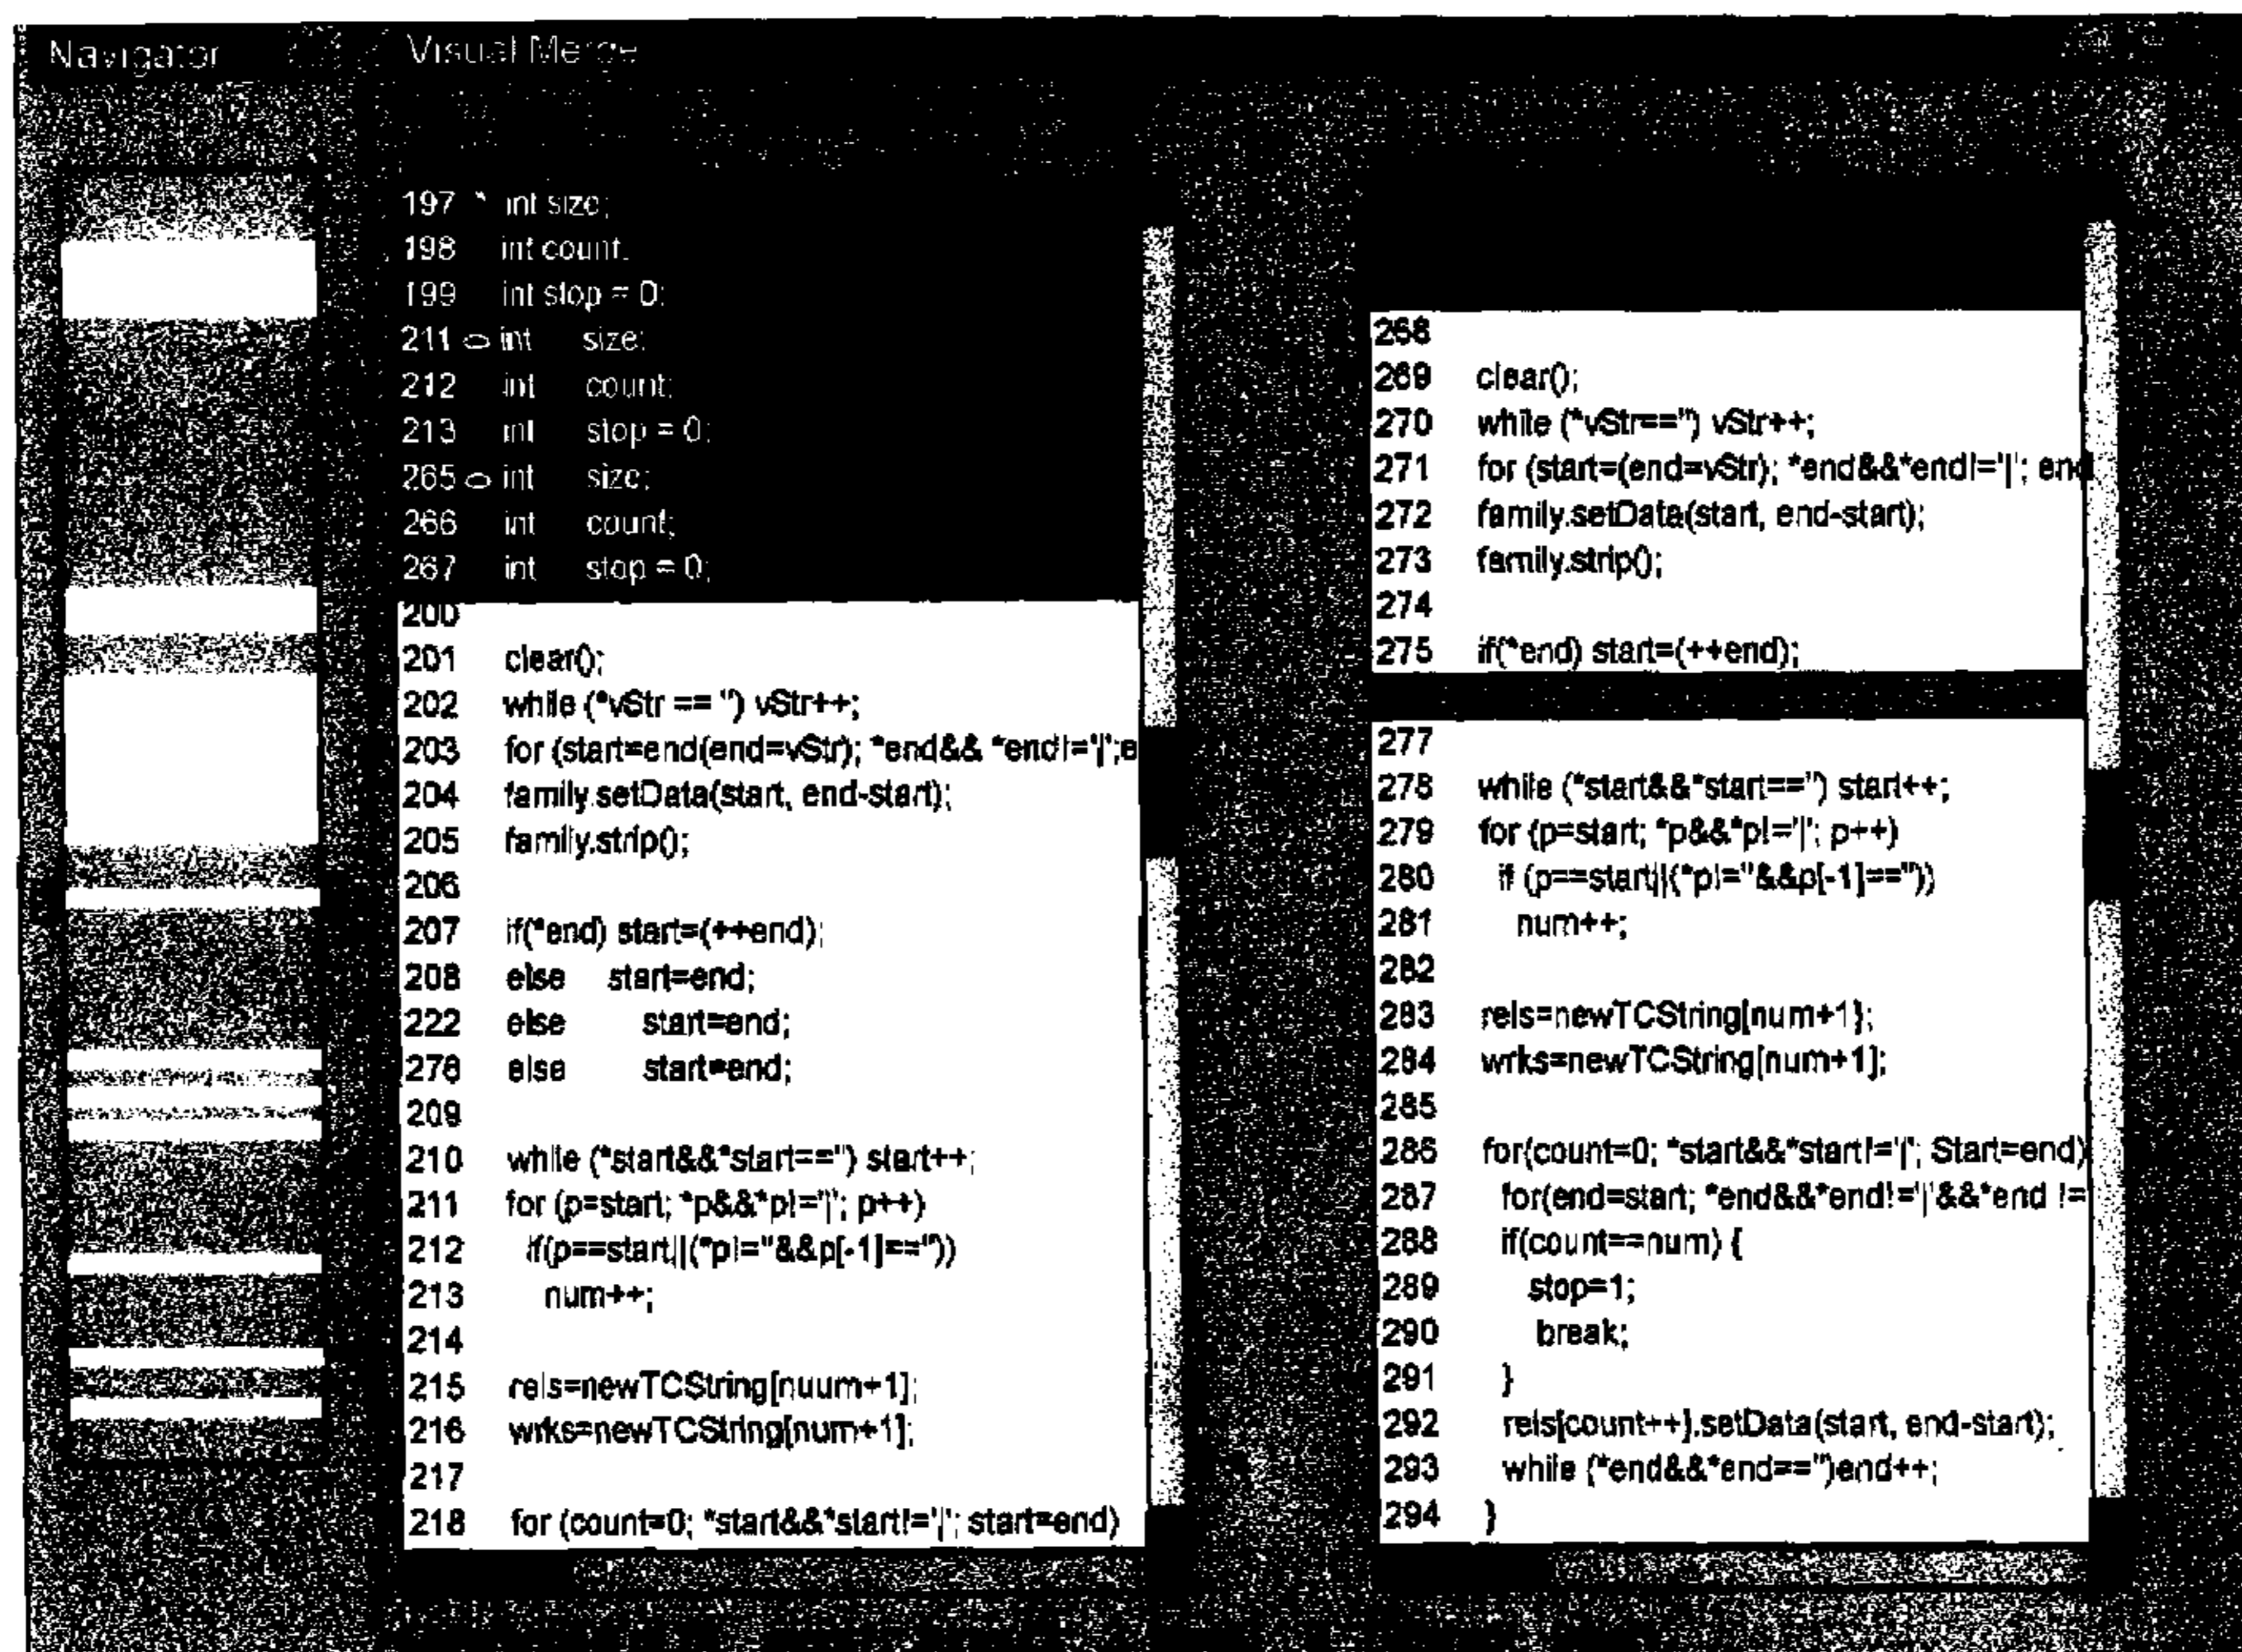 Navigator
Visual Merge
197 * int size;
198 int count;
199 int stop = 0;
211 int size;
212 int count;
213 int stop = 0;
265 int size;
266 int count;
267 int stop = 0;
200
201 clear();
202 while (*vStr == '') vStr++;
203 for (start=end(end=vStr); *end&& *end!='|';e
204 family.setData(start, end-start);
205 family.strip();
206
207 if(*end) start=(++end);
208 else start=end;
222 else start=end;
276 else start=end;
209
210 while (*start&&*start=='') start++;
211 for (p=start; *p&&*p!='|'; p++)
212 if(p==start||(*p!=''&&p[-1]==''))
213 num++;
214
215 rels=newTCString[nuum+1];
216 wrks=newTCString[num+1];
217
218 for (count=0; *start&&*start!='|'; start=end)
268
269 clear();
270 while (*vStr=='') vStr++;
271 for (start=(end=vStr); *end&&*end!='|'; end
272 family.setData(start, end-start);
273 family.strip();
274
275 if(*end) start=(++end);
277
278 while (*start&&*start=='') start++;
279 for (p=start; *p&&*p!='|'; p++)
280 if (p==start||(*p!=''&&p[-1]==''))
281 num++;
282
283 rels=newTCString[num+1};
284 wrks=newTCString[num+1];
285
286 for(count=0; *start&&*start!='|'; Start=end)
287 for(end=start; *end&&*end!='|'&&*end !=
288 if(count==num) {
289 stop=1;
290 break;
291 }
292 rels[count++].setData(start, end-start);
293 while (*end&&*end=='')end++;
294 }